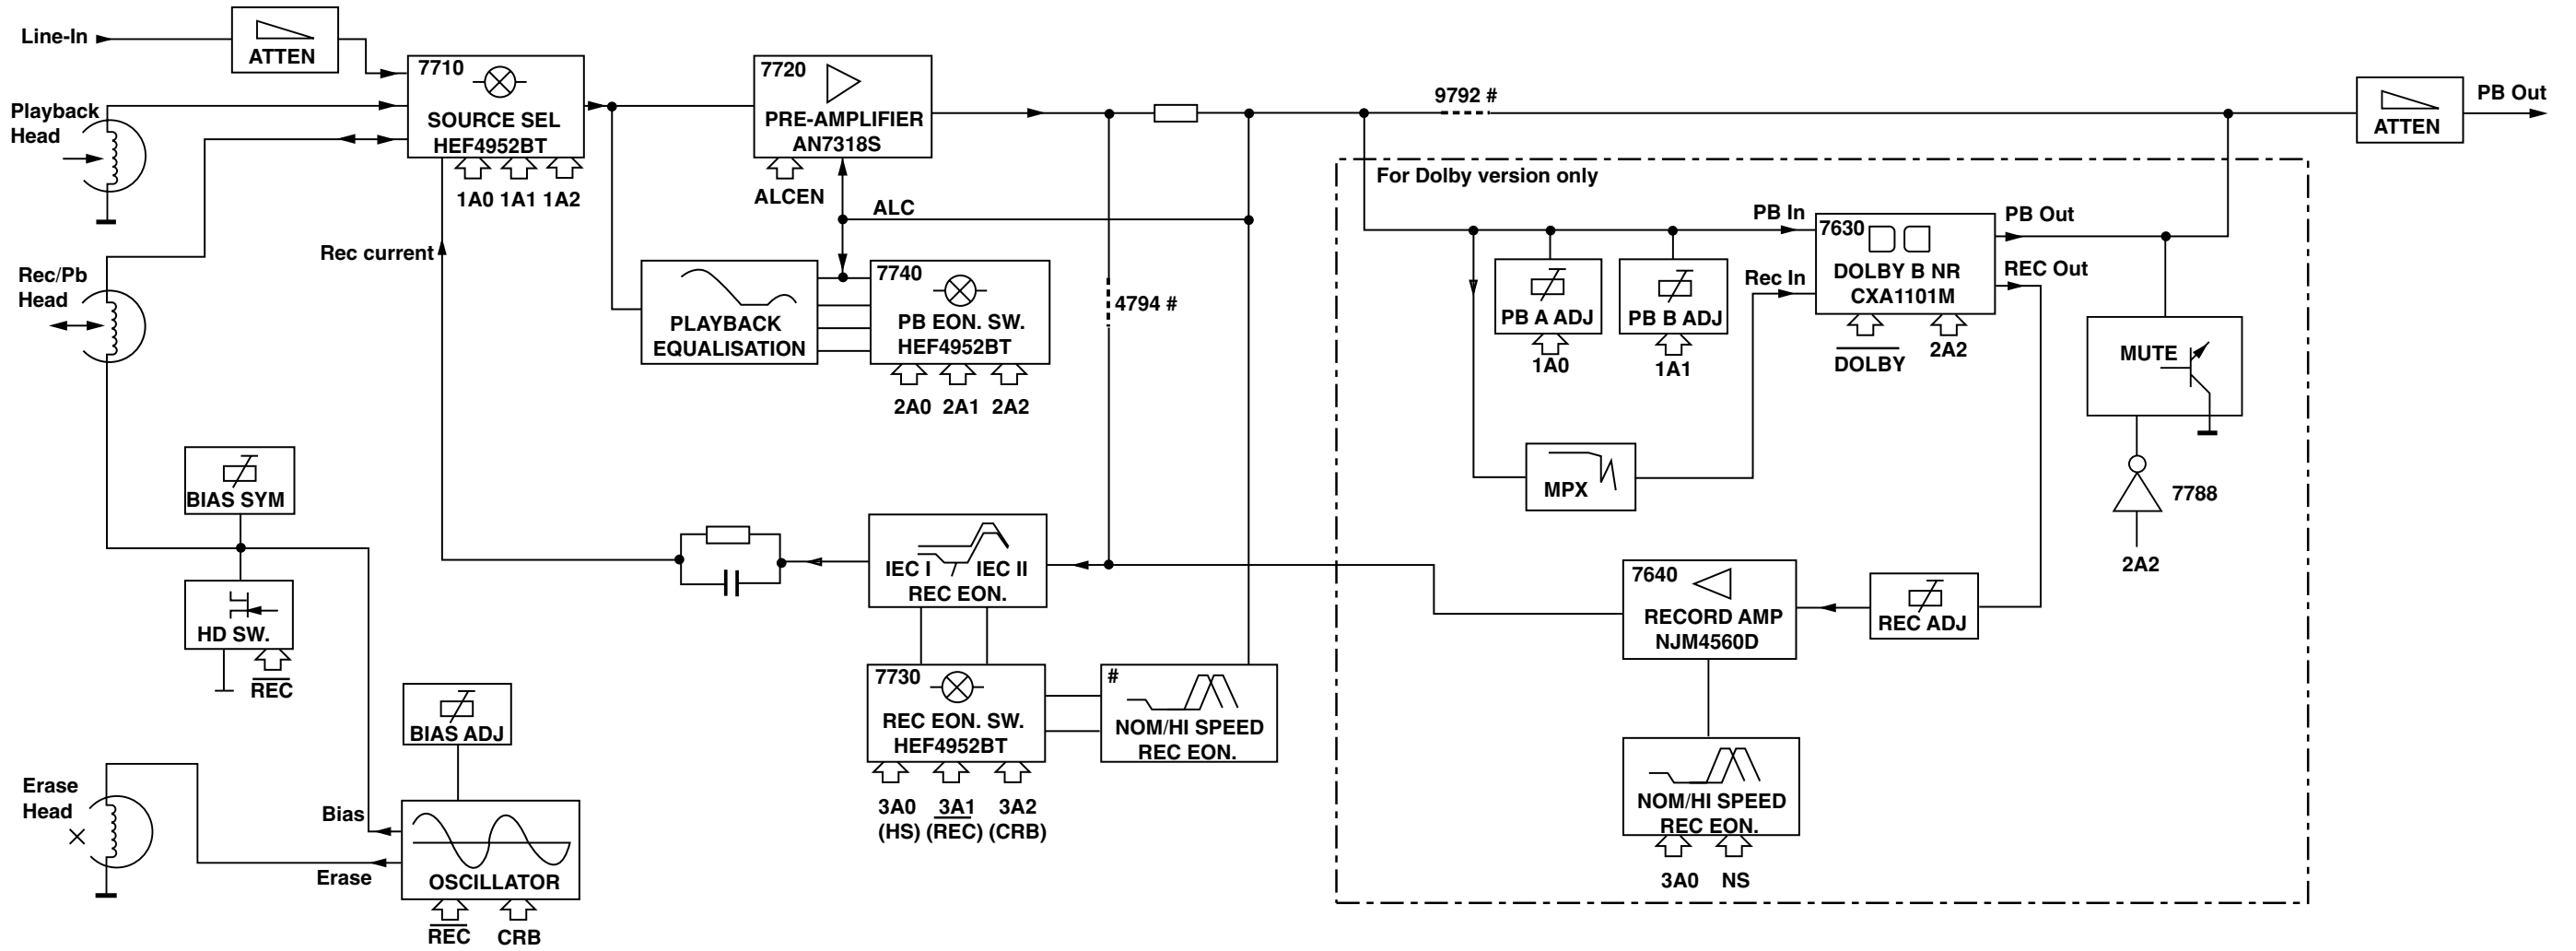 Line-In
ATTEN
7710
SOURCE SEL
HEF4952BT
1A0 1A1 1A2
Playback
Head
Rec/Pb
Head
Rec current
7720
PRE-AMPLIFIER
AN7318S
ALCEN
ALC
PLAYBACK
EQUALISATION
7740
PB EON. SW.
HEF4952BT
2A0 2A1 2A2
4794 #
9792 #
ATTEN
PB Out
For Dolby version only
PB In
Rec In
7630
DOLBY B NR
CXA1101M
PB Out
REC Out
DOLBY
2A2
PB A ADJ
1A0
PB B ADJ
1A1
MUTE
7788
2A2
MPX
BIAS SYM
HD SW.
REC
IEC I / IEC II
REC EON.
7730
REC EON. SW.
HEF4952BT
3A0 3A1 3A2
(HS) (REC) (CRB)
#
NOM/HI SPEED
REC EON.
7640
RECORD AMP
NJM4560D
REC ADJ
NOM/HI SPEED
REC EON.
3A0 NS
BIAS ADJ
Erase
Head
Bias
Erase
OSCILLATOR
REC CRB